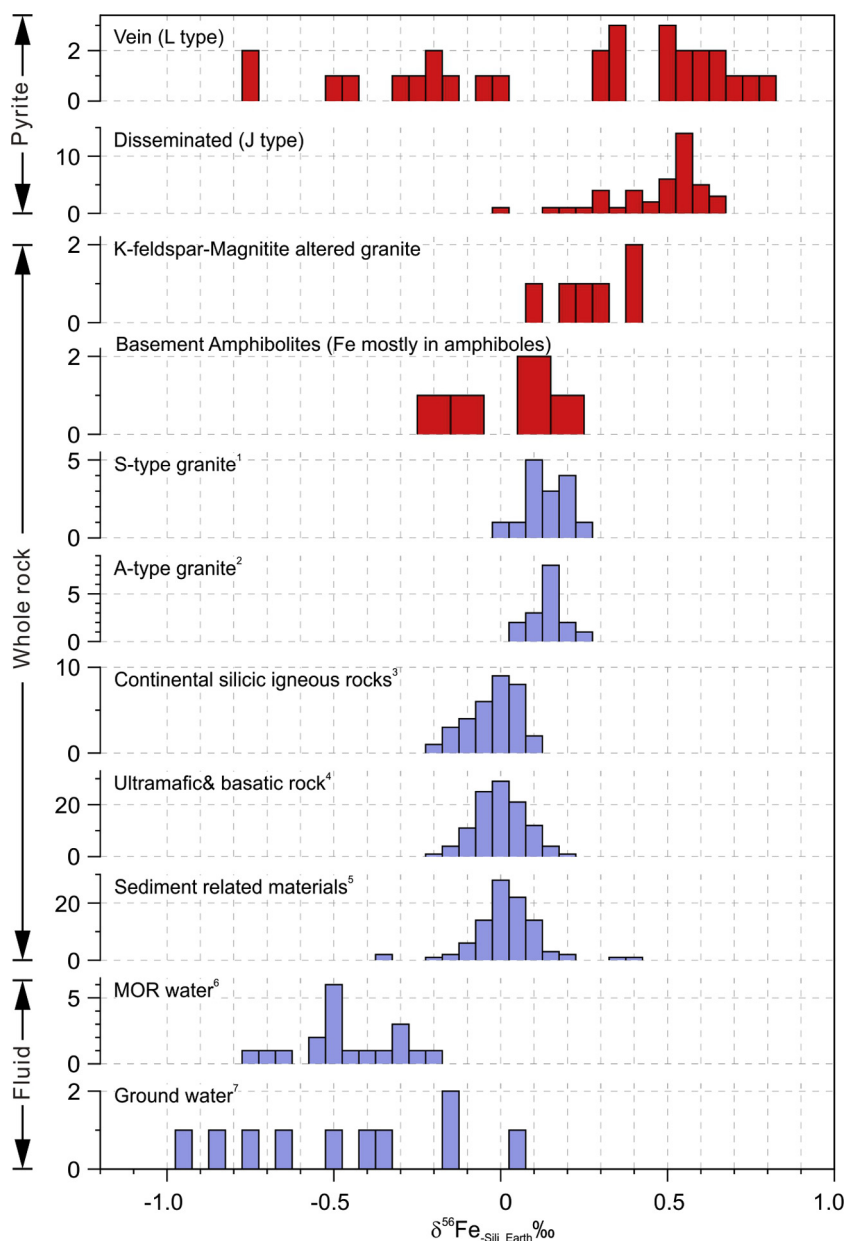 Pyrite
Vein (L type)
2
0
Disseminated (J type)
10
0
Whole rock
K-feldspar-Magnitite altered granite
2
0
Basement Amphibolites (Fe mostly in amphiboles)
2
0
S-type granite¹
5
0
A-type granite²
5
0
Continental silicic igneous rocks³
10
0
Ultramafic& basatic rock⁴
20
0
Sediment related materials⁵
20
0
Fluid
MOR water⁶
5
0
Ground water⁷
2
0
-1.0 -0.5 0 0.5 1.0
δ⁵⁶Fe-Sili. Earth‰